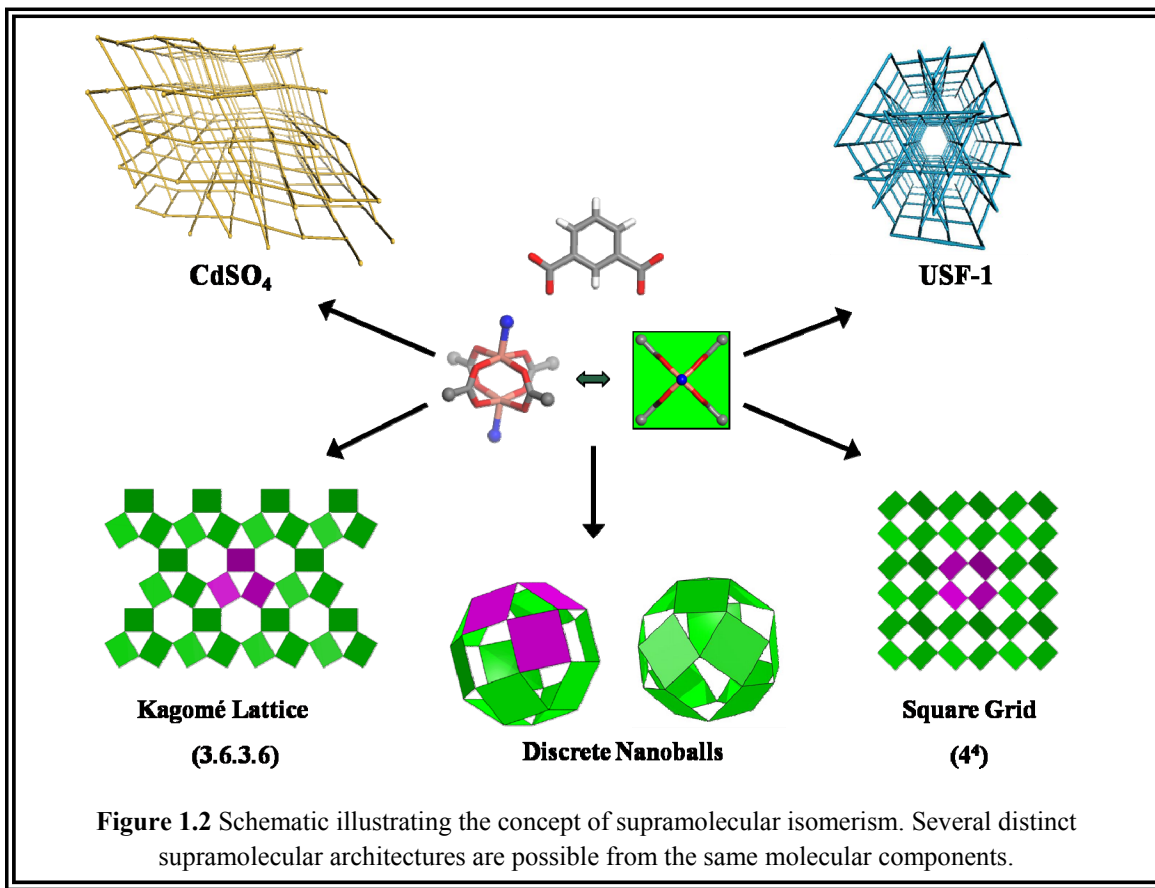 CdSO₄
USF-1
Kagomé Lattice
(3.6.3.6)
Discrete Nanoballs
Square Grid
(4⁴)
Figure 1.2 Schematic illustrating the concept of supramolecular isomerism. Several distinct
supramolecular architectures are possible from the same molecular components.